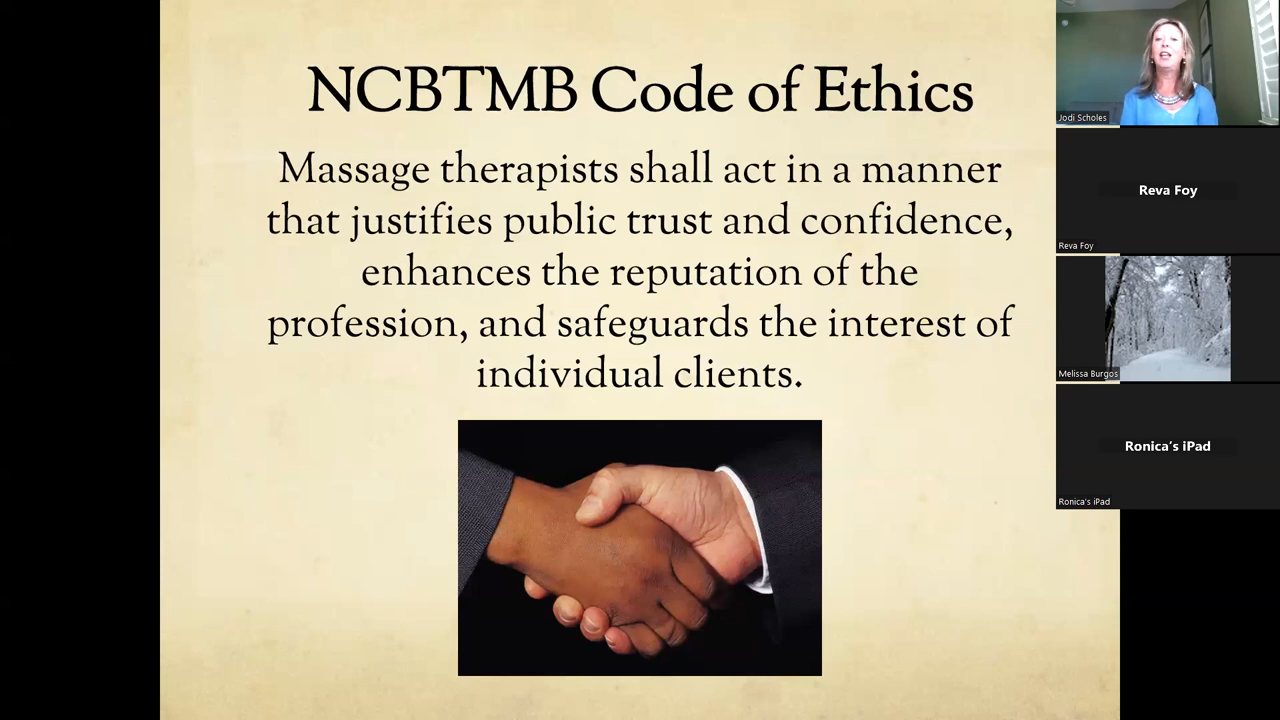 NCBTMB Code of Ethics
Massage therapists shall act in a manner
that justifies public trust and confidence,
enhances the reputation of the
profession, and safeguards the interest of
individual clients.
Jodi Scholes
Reva Foy
Reva Foy
Melissa Burgos
Ronica's iPad
Ronica's iPad